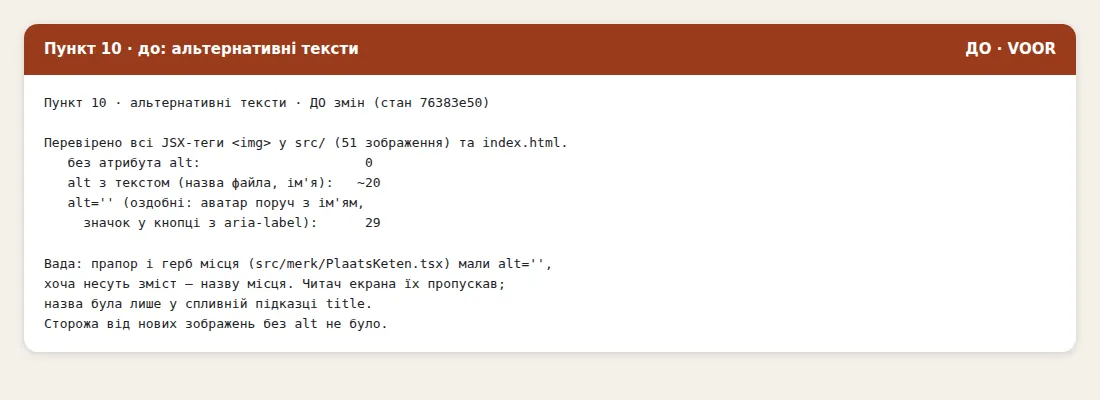 Пункт 10 · до: альтернативні тексти
ДО · VOOR
Пункт 10 · альтернативні тексти · ДО змін (стан 76383e50)
Перевірено всі JSX-теги <img> у src/ (51 зображення) та index.html.
без атрибута alt: 0
alt з текстом (назва файла, ім'я): ~20
alt='' (оздобні: аватар поруч з ім'ям,
значок у кнопці з aria-label): 29
Вада: прапор і герб місця (src/merk/PlaatsKeten.tsx) мали alt='',
хоча несуть зміст — назву місця. Читач екрана їх пропускав;
назва була лише у спливній підказці title.
Сторожа від нових зображень без alt не було.